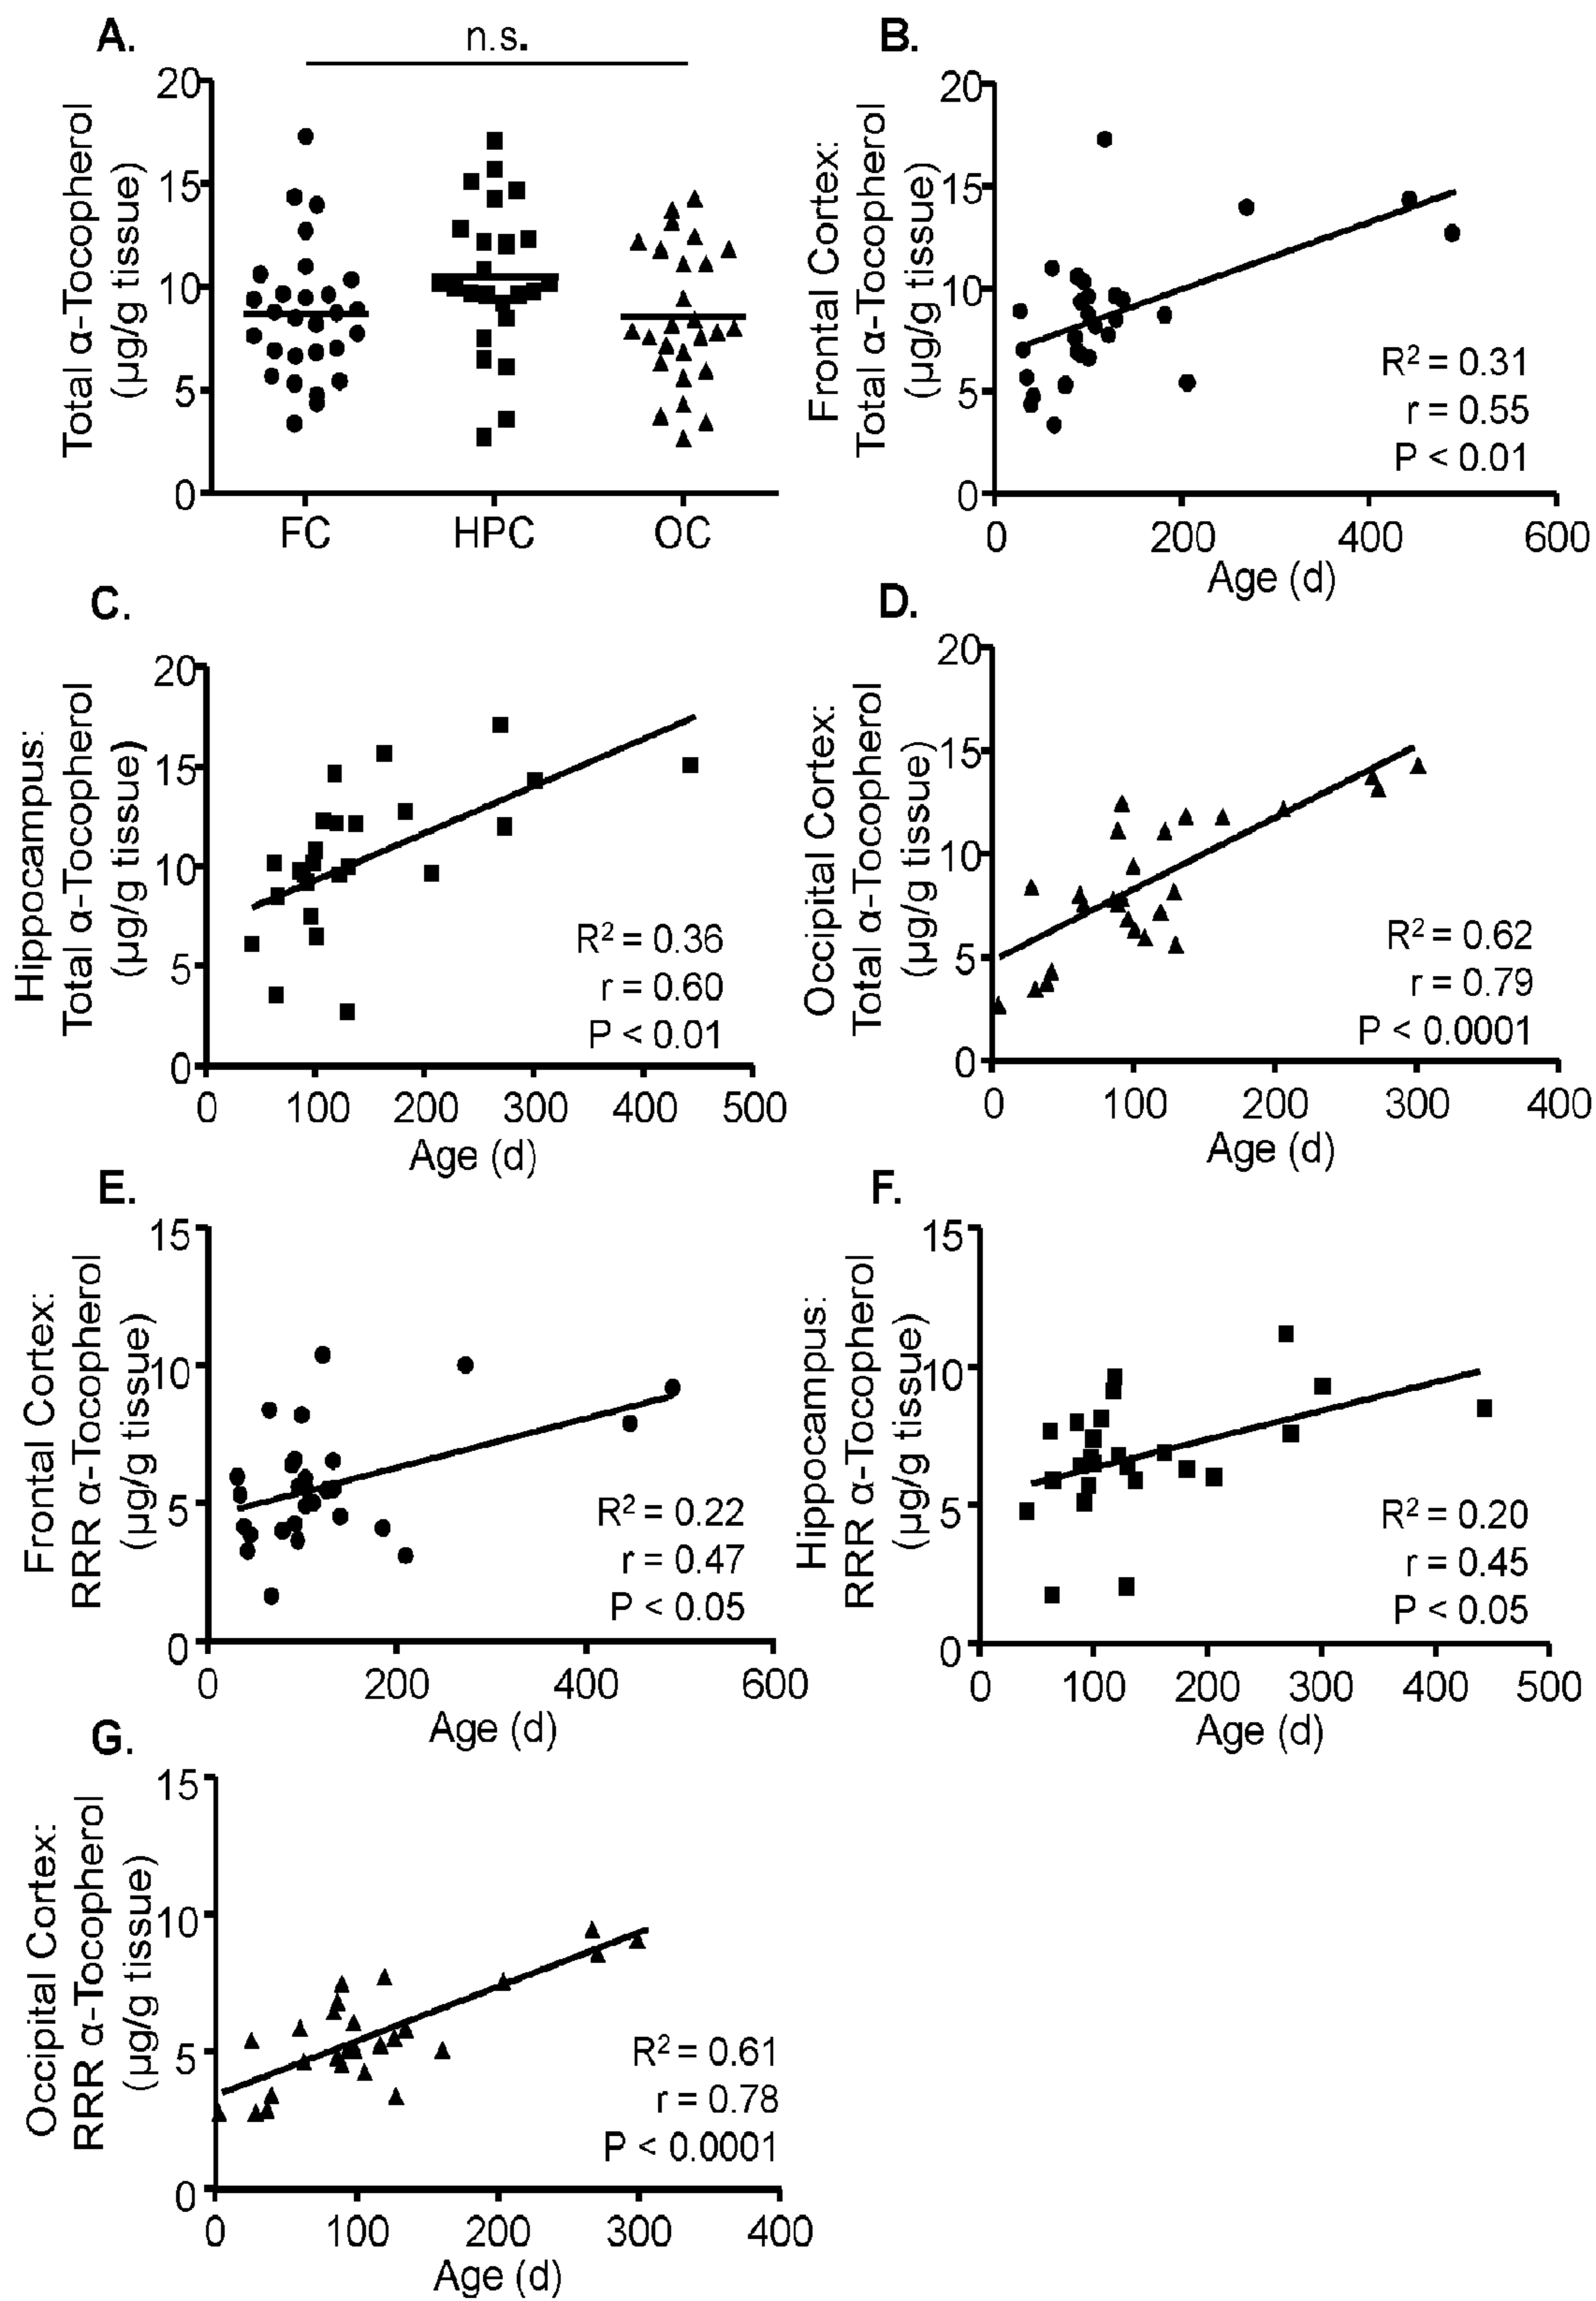 A.
n.s.
Total α-Tocopherol
(µg/g tissue)
20
15
10
5
0
FC HPC OC
B.
Frontal Cortex:
Total α-Tocopherol
(µg/g tissue)
20
15
10
5
0
R² = 0.31
r = 0.55
P < 0.01
0 200 400 600
Age (d)
C.
Hippocampus:
Total α-Tocopherol
(µg/g tissue)
20
15
10
5
0
R² = 0.36
r = 0.60
P < 0.01
0 100 200 300 400 500
Age (d)
D.
Occipital Cortex:
Total α-Tocopherol
(µg/g tissue)
20
15
10
5
0
R² = 0.62
r = 0.79
P < 0.0001
0 100 200 300 400
Age (d)
E.
Frontal Cortex:
RRR α-Tocopherol
(µg/g tissue)
15
10
5
0
R² = 0.22
r = 0.47
P < 0.05
0 200 400 600
Age (d)
F.
Hippocampus:
RRR α-Tocopherol
(µg/g tissue)
15
10
5
0
R² = 0.20
r = 0.45
P < 0.05
0 100 200 300 400 500
Age (d)
G.
Occipital Cortex:
RRR α-Tocopherol
(µg/g tissue)
15
10
5
0
R² = 0.61
r = 0.78
P < 0.0001
0 100 200 300 400
Age (d)